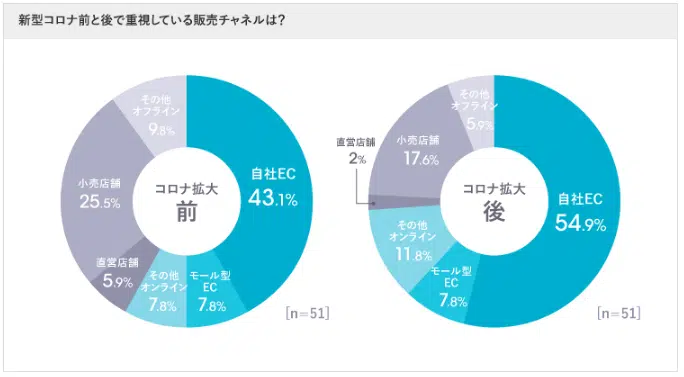 新型コロナ前と後で重視している販売チャネルは?
その他
オフライン
9.8%
自社EC
43.1%
小売店舗
25.5%
コロナ拡大
前
直営店舗
5.9%
その他
オンライン
7.8%
モール型
EC
7.8%
[n=51]
その他
オフライン
5.9%
直営店舗
2%
小売店舗
17.6%
自社EC
54.9%
コロナ拡大
後
その他
オンライン
11.8%
モール型
EC
7.8%
[n=51]